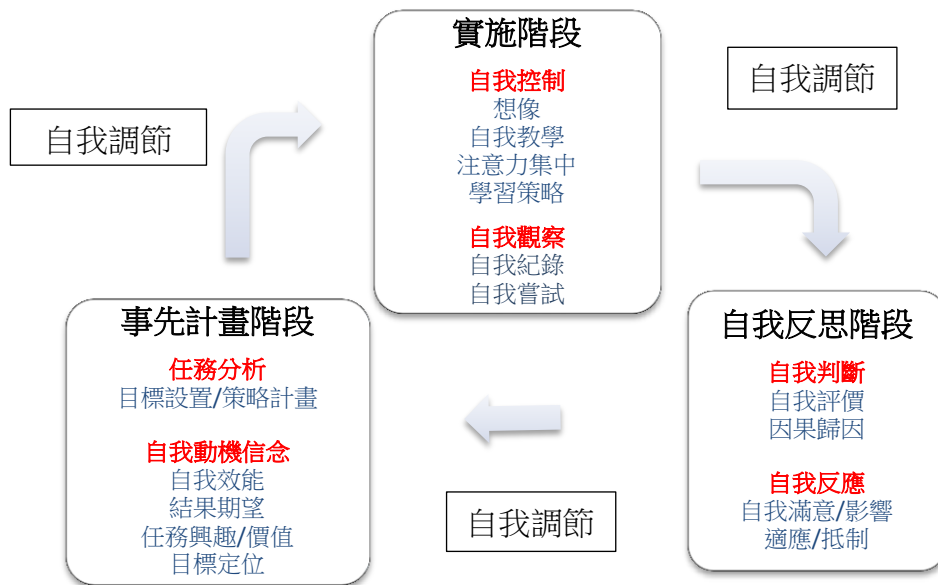 實施階段
自我控制
想像
自我教學
注意力集中
學習策略
自我觀察
自我紀錄
自我嘗試
自我調節
自我調節
事先計畫階段
任務分析
目標設置/策略計畫
自我動機信念
自我效能
結果期望
任務興趣/價值
目標定位
自我反思階段
自我判斷
自我評價
因果歸因
自我反應
自我滿意/影響
適應/抵制
自我調節